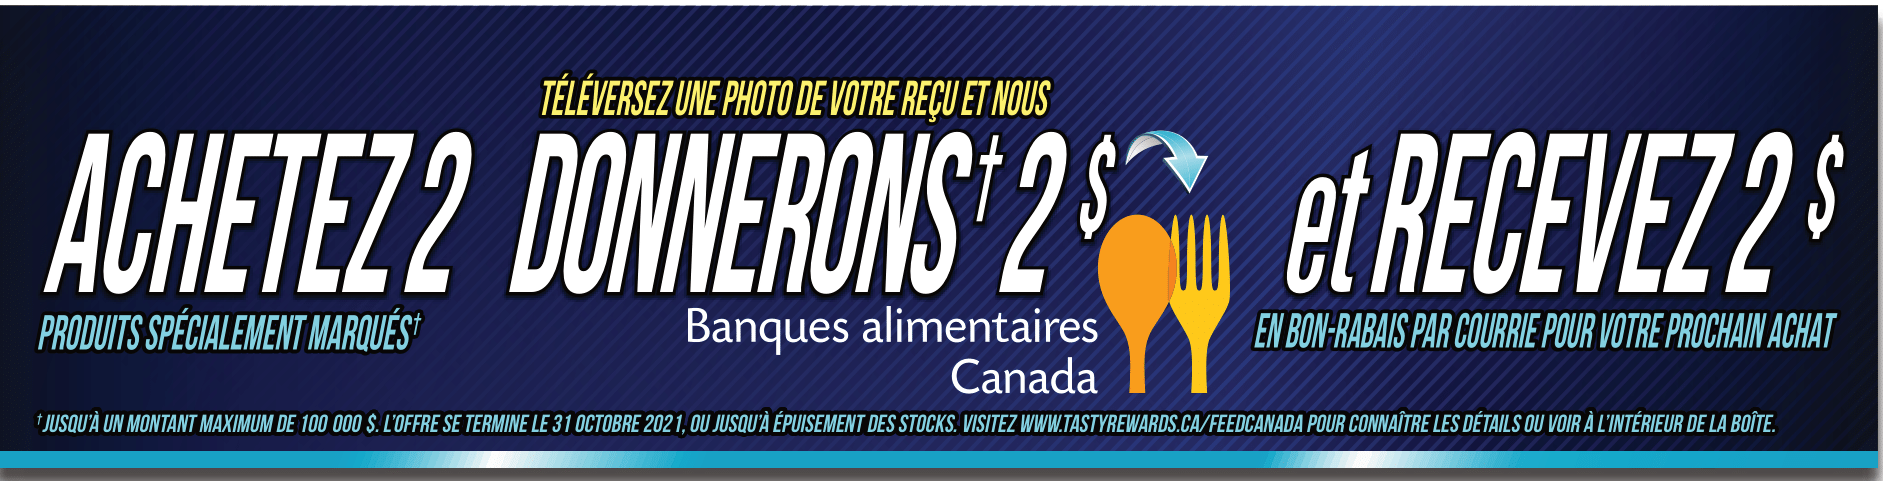 TÉLÉVERSEZ UNE PHOTO DE VOTRE REÇU ET NOUS
ACHETEZ 2 DONNERONS† 2 $ et RECEVEZ 2 $
PRODUITS SPÉCIALEMENT MARQUÉS†
Banques alimentaires
Canada
EN BON-RABAIS PAR COURRIE POUR VOTRE PROCHAIN ACHAT
†JUSQU'À UN MONTANT MAXIMUM DE 100 000 $. L'OFFRE SE TERMINE LE 31 OCTOBRE 2021, OU JUSQU'À ÉPUISEMENT DES STOCKS. VISITEZ WWW.TASTYREWARDS.CA/FEEDCANADA POUR CONNAÎTRE LES DÉTAILS OU VOIR À L'INTÉRIEUR DE LA BOÎTE.